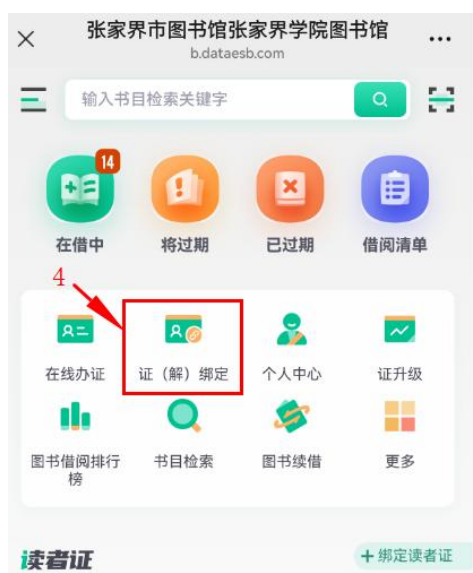 张家界市图书馆张家界学院图书馆
b.dataesb.com
输入书目检索关键字
14
在借中 将过期 已过期 借阅清单
4
在线办证 证（解）绑定 个人中心 证升级
图书借阅排行榜 书目检索 图书续借 更多
读者证 +绑定读者证